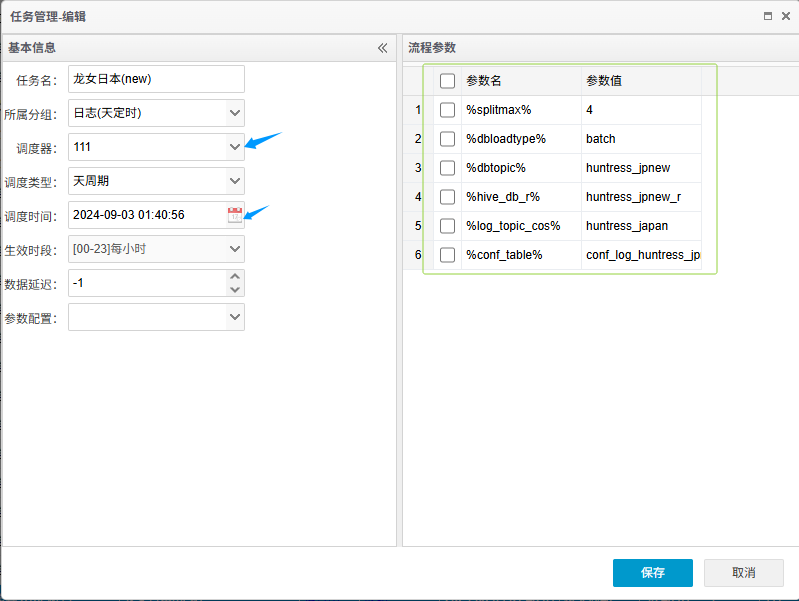 任务管理-编辑
基本信息
任务名: 龙女日本(new)
所属分组: 日志(天定时)
调度器: 111
调度类型: 天周期
调度时间: 2024-09-03 01:40:56
生效时段: [00-23]每小时
数据延迟: -1
参数配置:
流程参数
参数名 参数值
1 %splitmax% 4
2 %dbloadtype% batch
3 %dbtopic% huntress_jpnew
4 %hive_db_r% huntress_jpnew_r
5 %log_topic_cos% huntress_japan
6 %conf_table% conf_log_huntress_jp
保存 取消